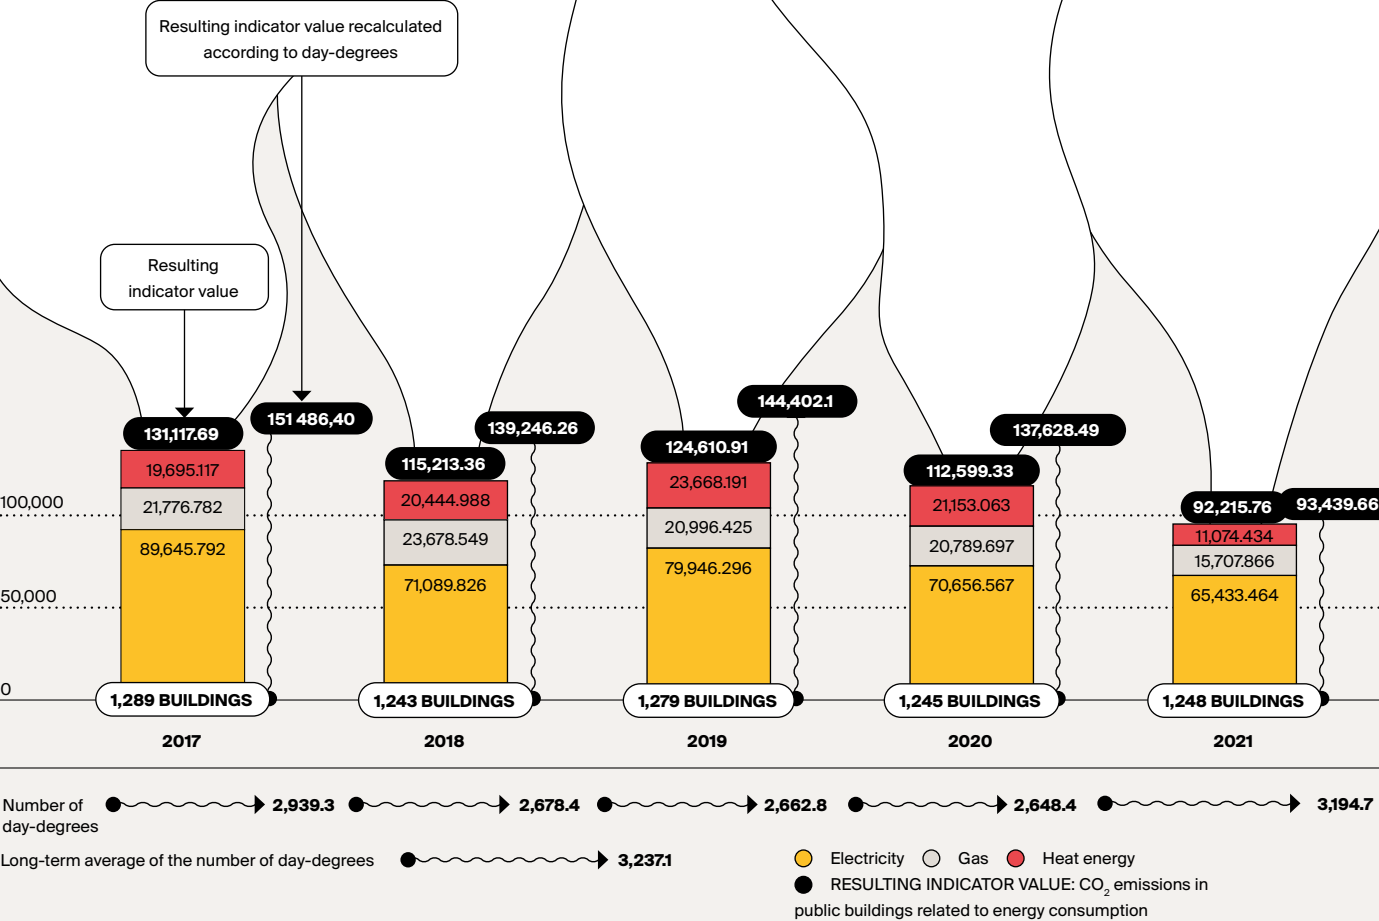 Resulting indicator value recalculated
according to day-degrees
Resulting
indicator value
131,117.69
151 486,40
115,213.36
139,246.26
124,610.91
144,402.1
112,599.33
137,628.49
92,215.76
93,439.66
19,695.117
21,776.782
89,645.792
20,444.988
23,678.549
71,089.826
23,668.191
20,996.425
79,946.296
21,153.063
20,789.697
70,656.567
11,074.434
15,707.866
65,433.464
100,000
50,000
0
1,289 BUILDINGS
1,243 BUILDINGS
1,279 BUILDINGS
1,245 BUILDINGS
1,248 BUILDINGS
2017
2018
2019
2020
2021
Number of
day-degrees
2,939.3
2,678.4
2,662.8
2,648.4
3,194.7
Long-term average of the number of day-degrees
3,237.1
Electricity
Gas
Heat energy
RESULTING INDICATOR VALUE: CO₂ emissions in
public buildings related to energy consumption